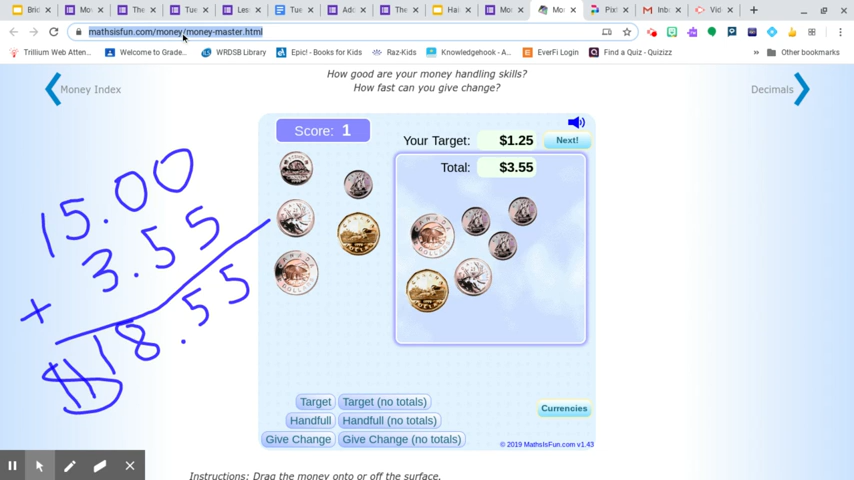 Brid
Mo
The
Tue
Les
Tue
Ado
The
Ha
Mo
Mo
Pixt
Inb
Vid
mathsisfun.com/money/money-master.html
Trillium Web Atten...
Welcome to Grade...
WRDSB Library
Epic! - Books for Kids
Raz-Kids
Knowledgehook - A...
EverFi Login
Find a Quiz - Quizizz
»
Other bookmarks
How good are your money handling skills?
How fast can you give change?
Money Index
Decimals
Score: 1
Your Target: $1.25
Next!
Total: $3.55
15.00
+ 3.55
$18.55
Target
Target (no totals)
Handfull
Handfull (no totals)
Give Change
Give Change (no totals)
Currencies
© 2019 MathsIsFun.com v1.43
Instructions: Drag the money onto or off the surface.